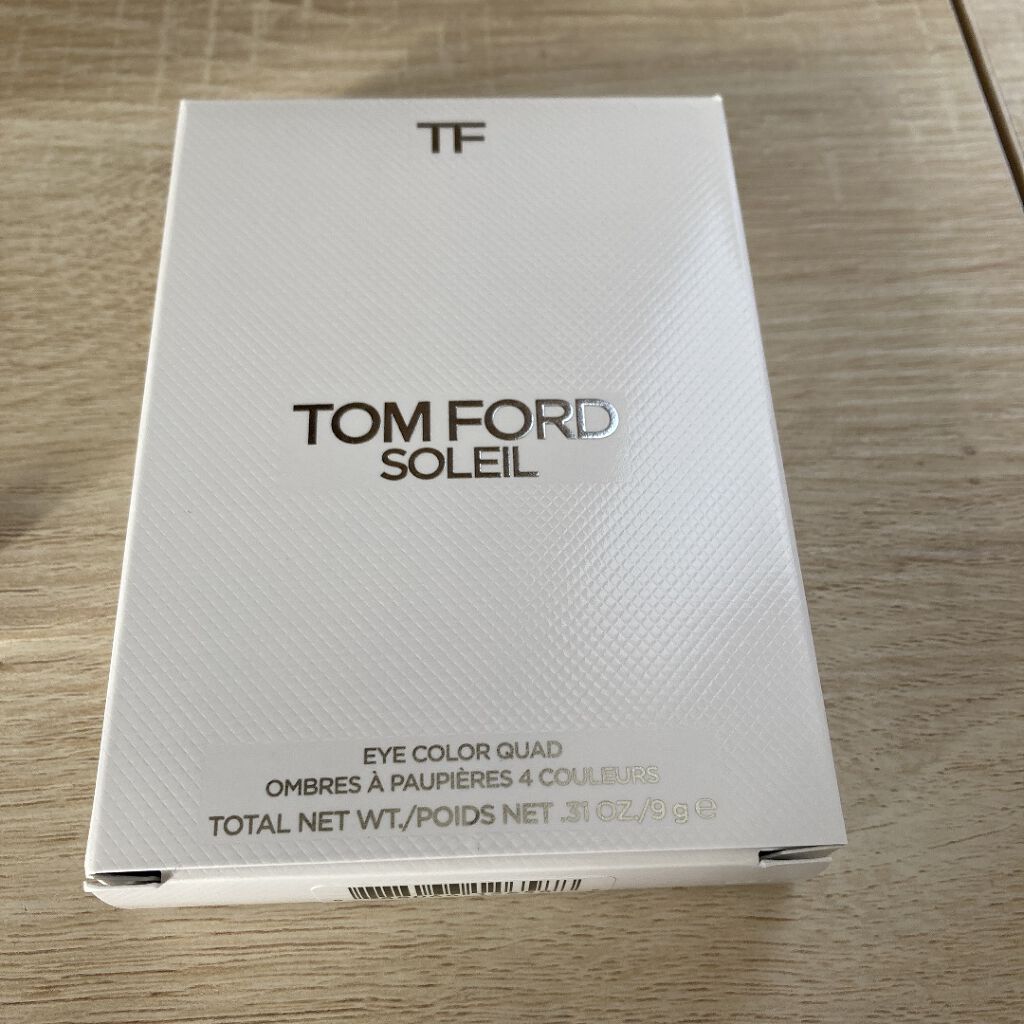 TF
TOM FORD
SOLEIL
EYE COLOR QUAD
OMBRES À PAUPIÈRES 4 COULEURS
TOTAL NET WT./POIDS NET .31 OZ./9 g ℮